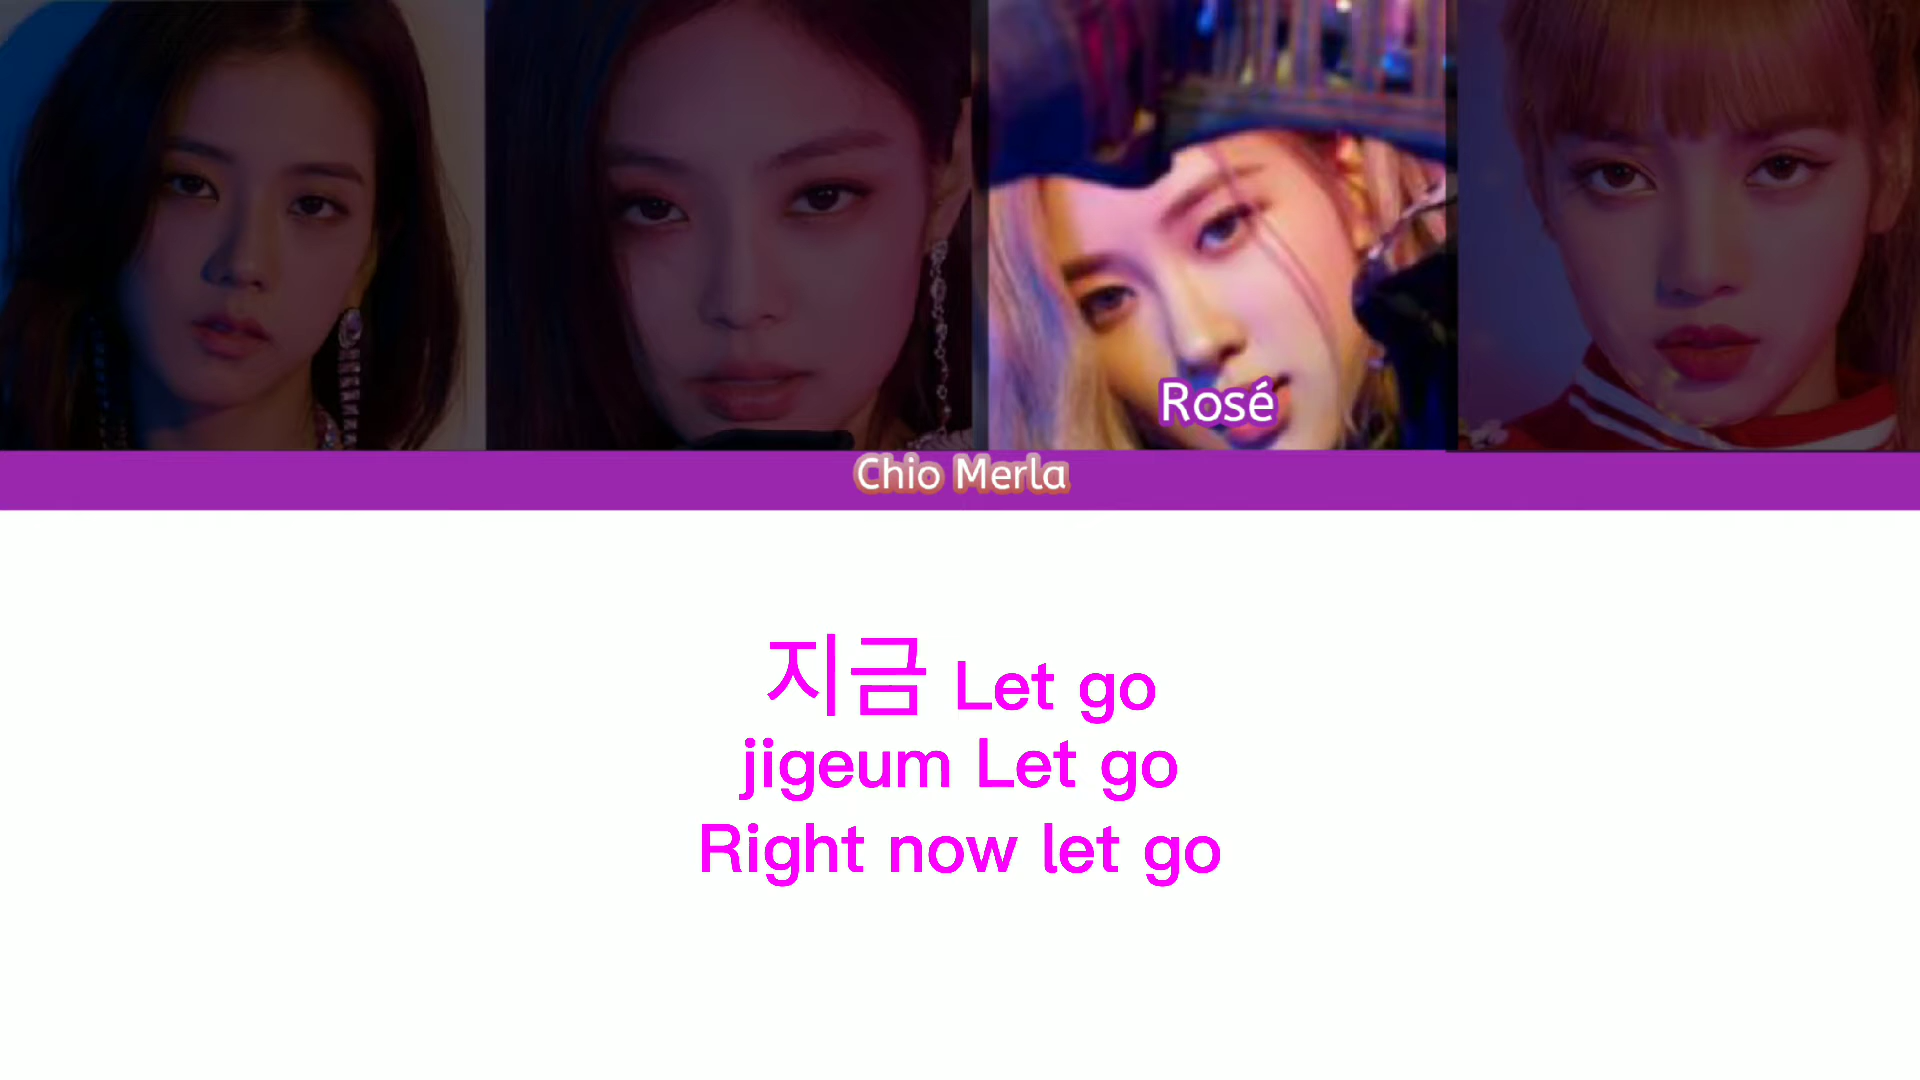 Rosé
Chio Merla
지금 Let go
jigeum Let go
Right now let go